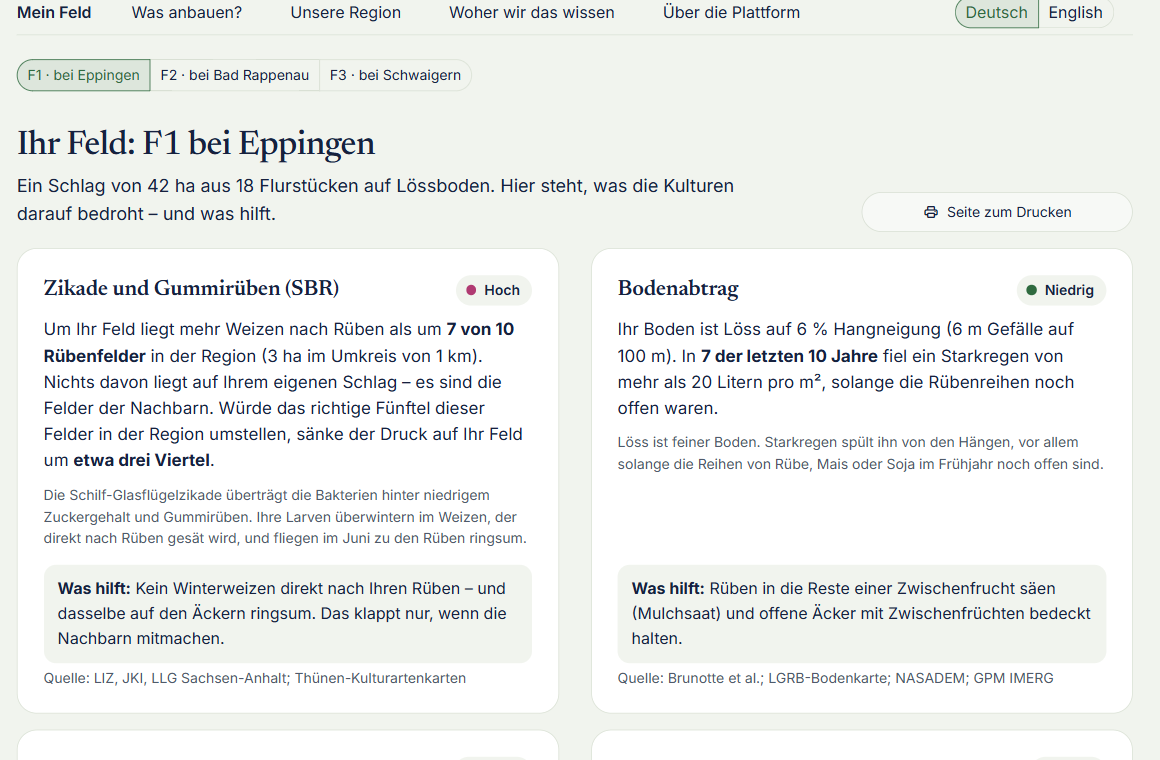 Mein Feld
Was anbauen?
Unsere Region
Woher wir das wissen
Über die Plattform
Deutsch
English
F1 · bei Eppingen
F2 · bei Bad Rappenau
F3 · bei Schwaigern
Ihr Feld: F1 bei Eppingen
Ein Schlag von 42 ha aus 18 Flurstücken auf Lössboden. Hier steht, was die Kulturen
darauf bedroht – und was hilft.
Seite zum Drucken
Zikade und Gummirüben (SBR)
Hoch
Um Ihr Feld liegt mehr Weizen nach Rüben als um 7 von 10
Rübenfelder in der Region (3 ha im Umkreis von 1 km).
Nichts davon liegt auf Ihrem eigenen Schlag – es sind die
Felder der Nachbarn. Würde das richtige Fünftel dieser
Felder in der Region umstellen, sänke der Druck auf Ihr Feld
um etwa drei Viertel.
Die Schilf-Glasflügelzikade überträgt die Bakterien hinter niedrigem
Zuckergehalt und Gummirüben. Ihre Larven überwintern im Weizen, der
direkt nach Rüben gesät wird, und fliegen im Juni zu den Rüben ringsum.
Was hilft: Kein Winterweizen direkt nach Ihren Rüben – und
dasselbe auf den Äckern ringsum. Das klappt nur, wenn die
Nachbarn mitmachen.
Quelle: LIZ, JKI, LLG Sachsen-Anhalt; Thünen-Kulturartenkarten
Bodenabtrag
Niedrig
Ihr Boden ist Löss auf 6 % Hangneigung (6 m Gefälle auf
100 m). In 7 der letzten 10 Jahre fiel ein Starkregen von
mehr als 20 Litern pro m², solange die Rübenreihen noch
offen waren.
Löss ist feiner Boden. Starkregen spült ihn von den Hängen, vor allem
solange die Reihen von Rübe, Mais oder Soja im Frühjahr noch offen sind.
Was hilft: Rüben in die Reste einer Zwischenfrucht säen
(Mulchsaat) und offene Äcker mit Zwischenfrüchten bedeckt
halten.
Quelle: Brunotte et al.; LGRB-Bodenkarte; NASADEM; GPM IMERG